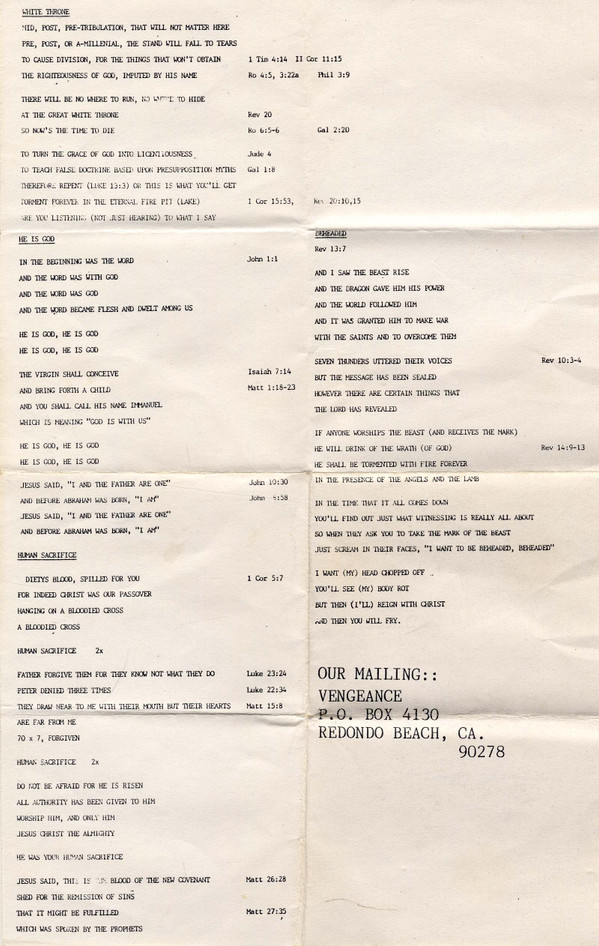 WHITE THRONE
MID, POST, PRE-TRIBULATION, THAT WILL NOT MATTER HERE
PRE, POST, OR A-MILLENIAL, THE STAND WILL FALL TO TEARS
TO CAUSE DIVISION, FOR THE THINGS THAT WON'T OBTAIN 1 Tim 4:14 II Cor 11:15
THE RIGHTEOUSNESS OF GOD, IMPUTED BY HIS NAME Ro 4:5, 3:22a Phil 3:9
THERE WILL BE NO WHERE TO RUN, NO WHERE TO HIDE
AT THE GREAT WHITE THRONE Rev 20
SO NOW'S THE TIME TO DIE Ro 6:5-6 Gal 2:20
TO TURN THE GRACE OF GOD INTO LICENTIOUSNESS Jude 4
TO TEACH FALSE DOCTRINE BASED UPON PRESUPPOSITION MYTHS Gal 1:8
THEREFORE REPENT (LUKE 13:3) OR THIS IS WHAT YOU'LL GET
TORMENT FOREVER IN THE ETERNAL FIRE PIT (LAKE) 1 Cor 15:53, Rev 20:10,15
ARE YOU LISTENING (NOT JUST HEARING) TO WHAT I SAY
HE IS GOD
IN THE BEGINNING WAS THE WORD John 1:1
AND THE WORD WAS WITH GOD
AND THE WORD WAS GOD
AND THE WORD BECAME FLESH AND DWELT AMONG US
HE IS GOD, HE IS GOD
HE IS GOD, HE IS GOD
THE VIRGIN SHALL CONCEIVE Isaiah 7:14
AND BRING FORTH A CHILD Matt 1:18-23
AND YOU SHALL CALL HIS NAME IMMANUEL
WHICH IS MEANING "GOD IS WITH US"
HE IS GOD, HE IS GOD
HE IS GOD, HE IS GOD
JESUS SAID, "I AND THE FATHER ARE ONE" John 10:30
AND BEFORE ABRAHAM WAS BORN, "I AM" John :58
JESUS SAID, "I AND THE FATHER ARE ONE"
AND BEFORE ABRAHAM WAS BORN, "I AM"
HUMAN SACRIFICE
DIETYS BLOOD, SPILLED FOR YOU 1 Cor 5:7
FOR INDEED CHRIST WAS OUR PASSOVER
HANGING ON A BLOODIED CROSS
A BLOODIED CROSS
HUMAN SACRIFICE 2x
FATHER FORGIVE THEM FOR THEY KNOW NOT WHAT THEY DO Luke 23:24
PETER DENIED THREE TIMES Luke 22:34
THEY DRAW NEAR TO ME WITH THEIR MOUTH BUT THEIR HEARTS Matt 15:8
ARE FAR FROM ME
70 x 7, FORGIVEN
HUMAN SACRIFICE 2x
DO NOT BE AFRAID FOR HE IS RISEN
ALL AUTHORITY HAS BEEN GIVEN TO HIM
WORSHIP HIM, AND ONLY HIM
JESUS CHRIST THE ALMIGHTY
HE WAS YOUR HUMAN SACRIFICE
JESUS SAID, THIS IS BLOOD OF THE NEW COVENANT Matt 26:28
SHED FOR THE REMISSION OF SINS
THAT IT MIGHT BE FULFILLED Matt 27:35
WHICH WAS SPOKEN BY THE PROPHETS
BEHEADED
Rev 13:7
AND I SAW THE BEAST RISE
AND THE DRAGON GAVE HIM HIS POWER
AND THE WORLD FOLLOWED HIM
AND IT WAS GRANTED HIM TO MAKE WAR
WITH THE SAINTS AND TO OVERCOME THEM
SEVEN THUNDERS UTTERED THEIR VOICES Rev 10:3-4
BUT THE MESSAGE HAS BEEN SEALED
HOWEVER THERE ARE CERTAIN THINGS THAT
THE LORD HAS REVEALED
IF ANYONE WORSHIPS THE BEAST (AND RECEIVES THE MARK)
HE WILL DRINK OF THE WRATH (OF GOD) Rev 14:9-13
HE SHALL BE TORMENTED WITH FIRE FOREVER
IN THE PRESENCE OF THE ANGELS AND THE LAMB
IN THE TIME THAT IT ALL COMES DOWN
YOU'LL FIND OUT JUST WHAT WITNESSING IS REALLY ALL ABOUT
SO WHEN THEY ASK YOU TO TAKE THE MARK OF THE BEAST
JUST SCREAM IN THEIR FACES, "I WANT TO BE BEHEADED, BEHEADED"
I WANT (MY) HEAD CHOPPED OFF
YOU'LL SEE (MY) BODY ROT
BUT THEN (I'LL) REIGN WITH CHRIST
AND THEN YOU WILL FRY.
OUR MAILING::
VENGEANCE
P.O. BOX 4130
REDONDO BEACH, CA.
90278